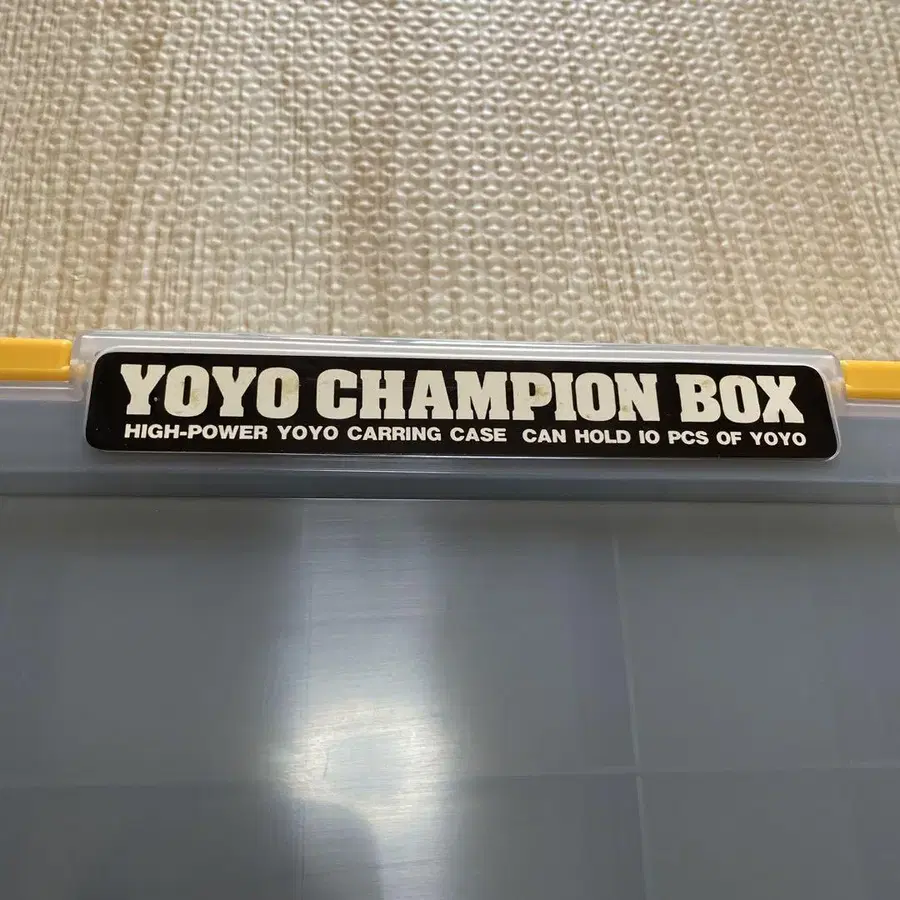 YOYO CHAMPION BOX
HIGH-POWER YOYO CARRING CASE CAN HOLD 10 PCS OF YOYO